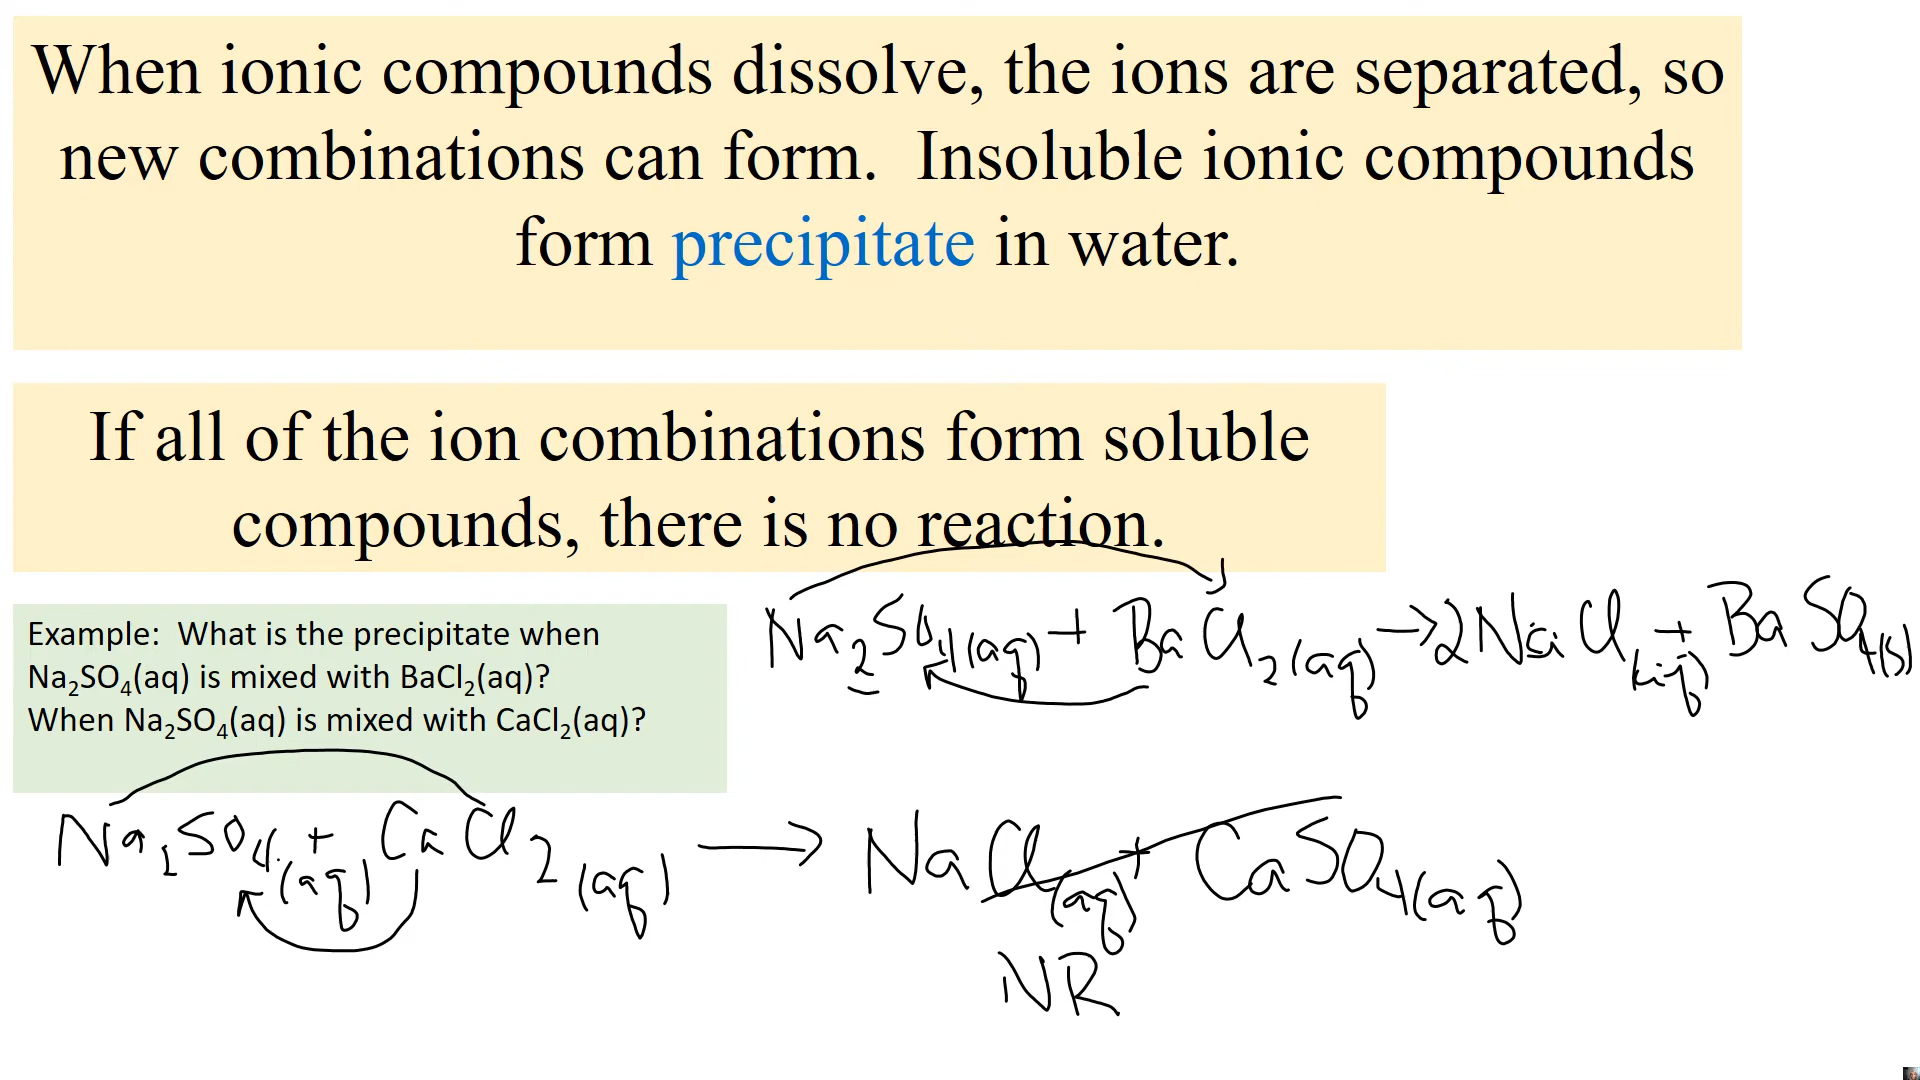 When ionic compounds dissolve, the ions are separated, so
new combinations can form.  Insoluble ionic compounds
form precipitate in water.
If all of the ion combinations form soluble
compounds, there is no reaction.
Example:  What is the precipitate when
Na₂SO₄(aq) is mixed with BaCl₂(aq)?
When Na₂SO₄(aq) is mixed with CaCl₂(aq)?
Na₂SO₄(aq) + BaCl₂(aq) → 2NaCl(aq) + BaSO₄(s)
Na₂SO₄(aq) + CaCl₂(aq) → NaCl(aq) + CaSO₄(aq)
NR